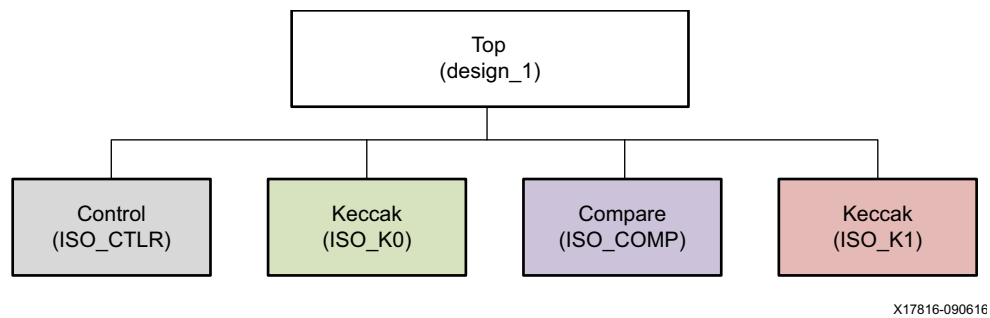 Top
(design_1)
Control
(ISO_CTLR)
Keccak
(ISO_K0)
Compare
(ISO_COMP)
Keccak
(ISO_K1)
X17816-090616